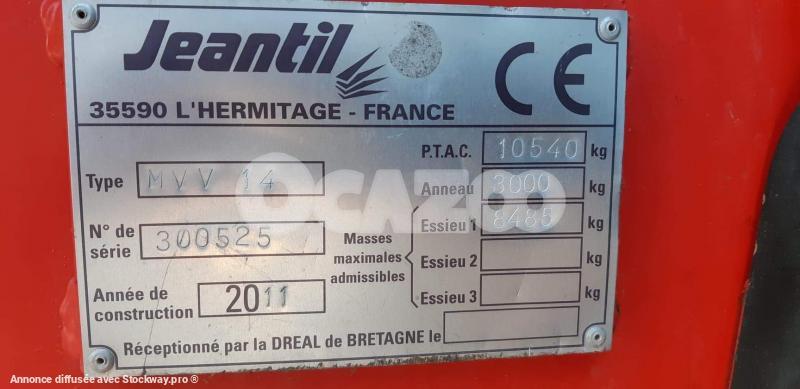 Jeantil CE
35590 L'HERMITAGE - FRANCE
P.T.A.C. 10540 kg
Type MVV 14
Anneau 3000 kg
N° de série 300525
Masses maximales admissibles
Essieu 1 8485 kg
Essieu 2 kg
Essieu 3 kg
Année de construction 2011
Réceptionné par la DREAL de BRETAGNE le
OCAZOO
Annonce diffusée avec Stockway.pro ®